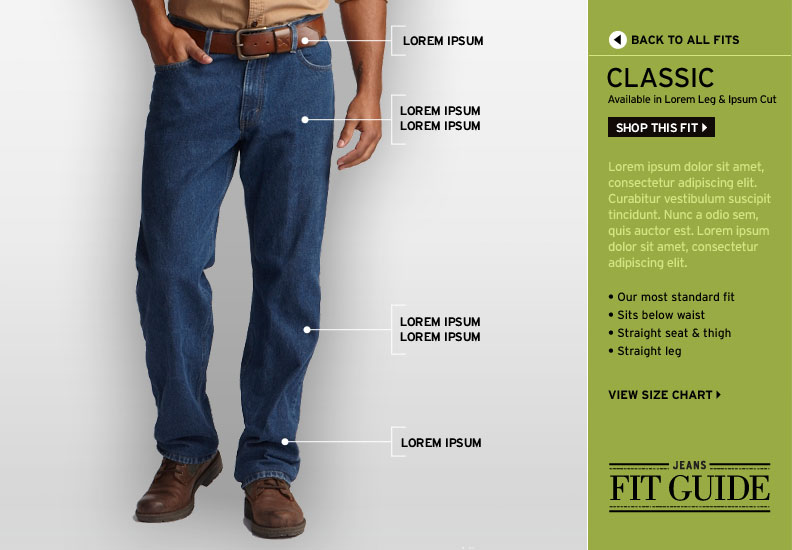 LOREM IPSUM
LOREM IPSUM
LOREM IPSUM
LOREM IPSUM
LOREM IPSUM
LOREM IPSUM
BACK TO ALL FITS
CLASSIC
Available in Lorem Leg & Ipsum Cut
SHOP THIS FIT
Lorem ipsum dolor sit amet,
consectetur adipiscing elit.
Curabitur vestibulum suscipit
tincidunt. Nunc a odio sem,
quis auctor est. Lorem ipsum
dolor sit amet, consectetur
adipiscing elit.
• Our most standard fit
• Sits below waist
• Straight seat & thigh
• Straight leg
VIEW SIZE CHART
JEANS
FIT GUIDE